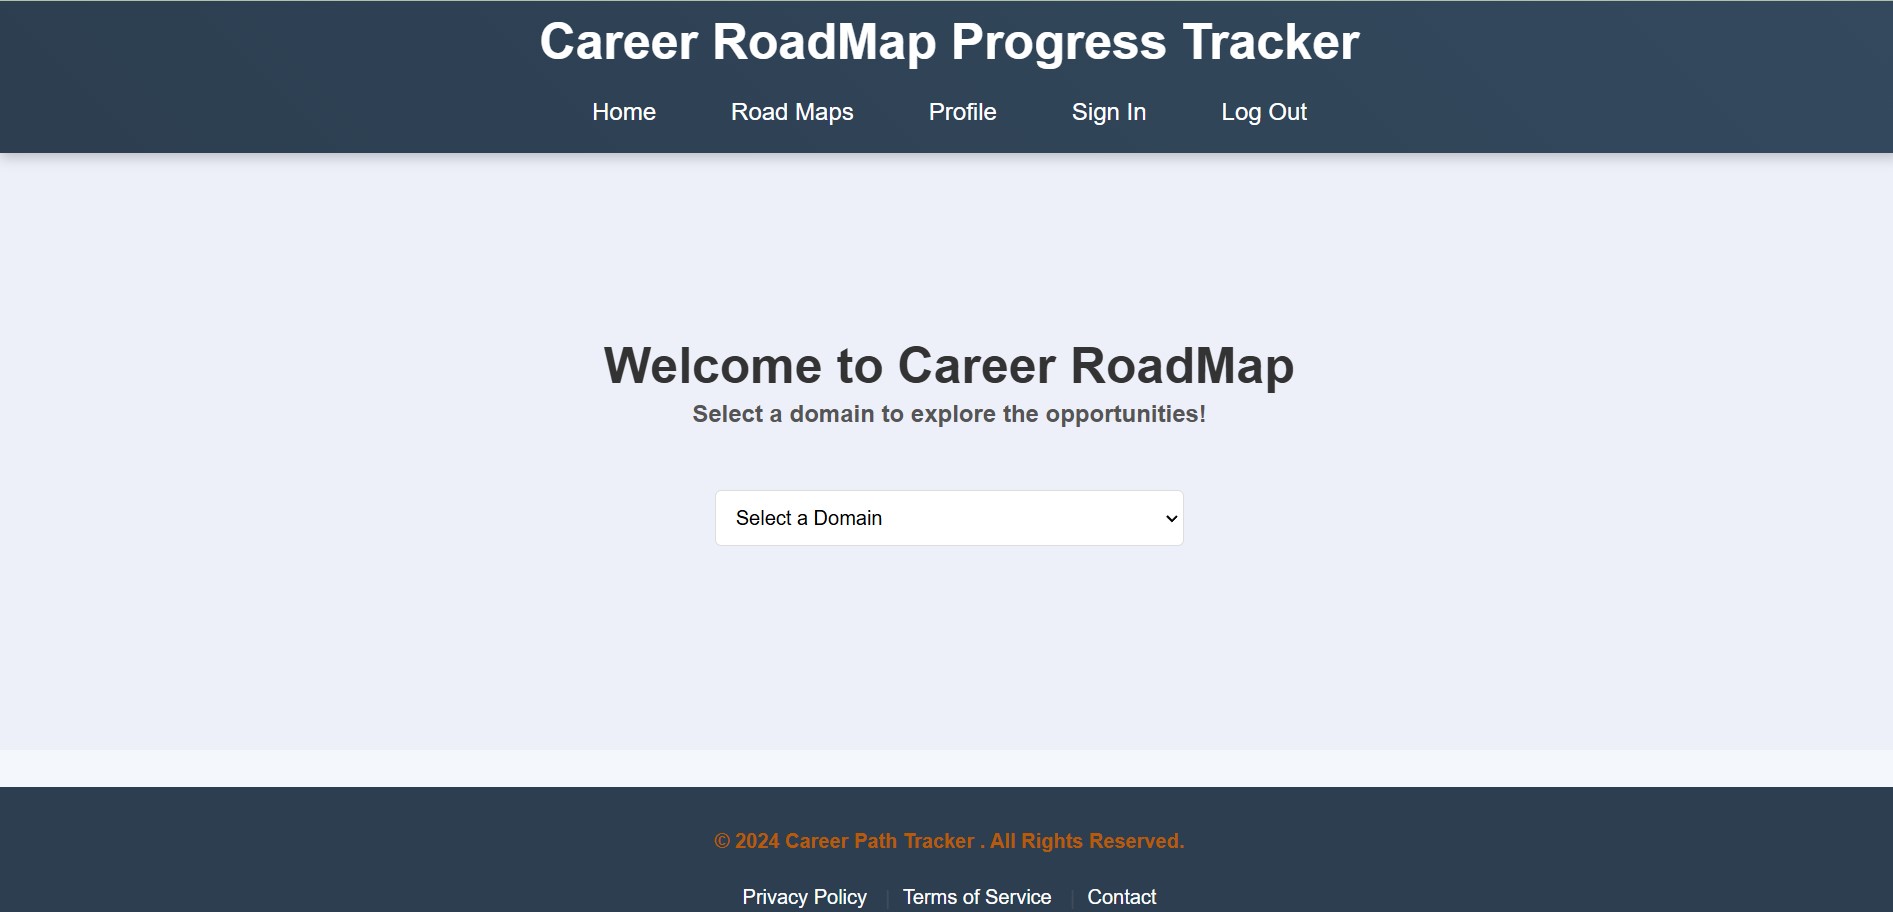 Career RoadMap Progress Tracker
Home Road Maps Profile Sign In Log Out
Welcome to Career RoadMap
Select a domain to explore the opportunities!
Select a Domain
© 2024 Career Path Tracker . All Rights Reserved.
Privacy Policy | Terms of Service | Contact